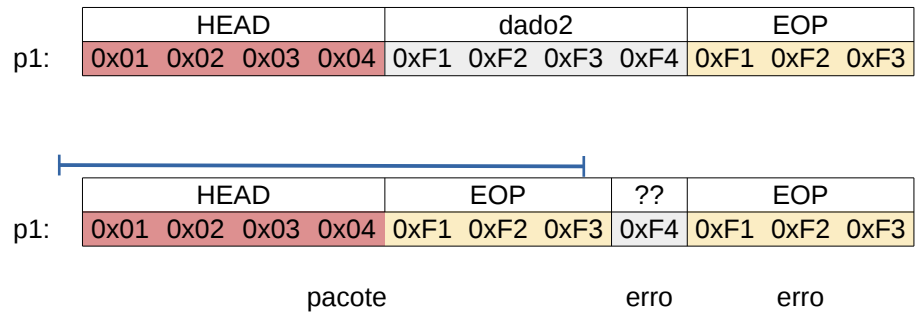 HEAD dado2 EOP
p1: 0x01 0x02 0x03 0x04 0xF1 0xF2 0xF3 0xF4 0xF1 0xF2 0xF3
HEAD EOP ?? EOP
p1: 0x01 0x02 0x03 0x04 0xF1 0xF2 0xF3 0xF4 0xF1 0xF2 0xF3
pacote erro erro